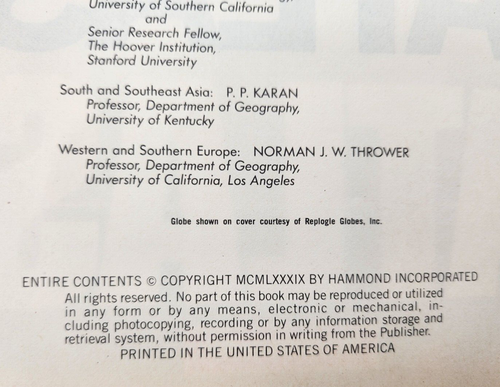 University of Southern California
and
Senior Research Fellow,
The Hoover Institution,
Stanford University
South and Southeast Asia: P. P. KARAN
Professor, Department of Geography,
University of Kentucky
Western and Southern Europe: NORMAN J. W. THROWER
Professor, Department of Geography,
University of California, Los Angeles
Globe shown on cover courtesy of Replogle Globes, Inc.
ENTIRE CONTENTS © COPYRIGHT MCMLXXXIX BY HAMMOND INCORPORATED
All rights reserved. No part of this book may be reproduced or utilized
in any form or by any means, electronic or mechanical, in-
cluding photocopying, recording or by any information storage and
retrieval system, without permission in writing from the Publisher.
PRINTED IN THE UNITED STATES OF AMERICA